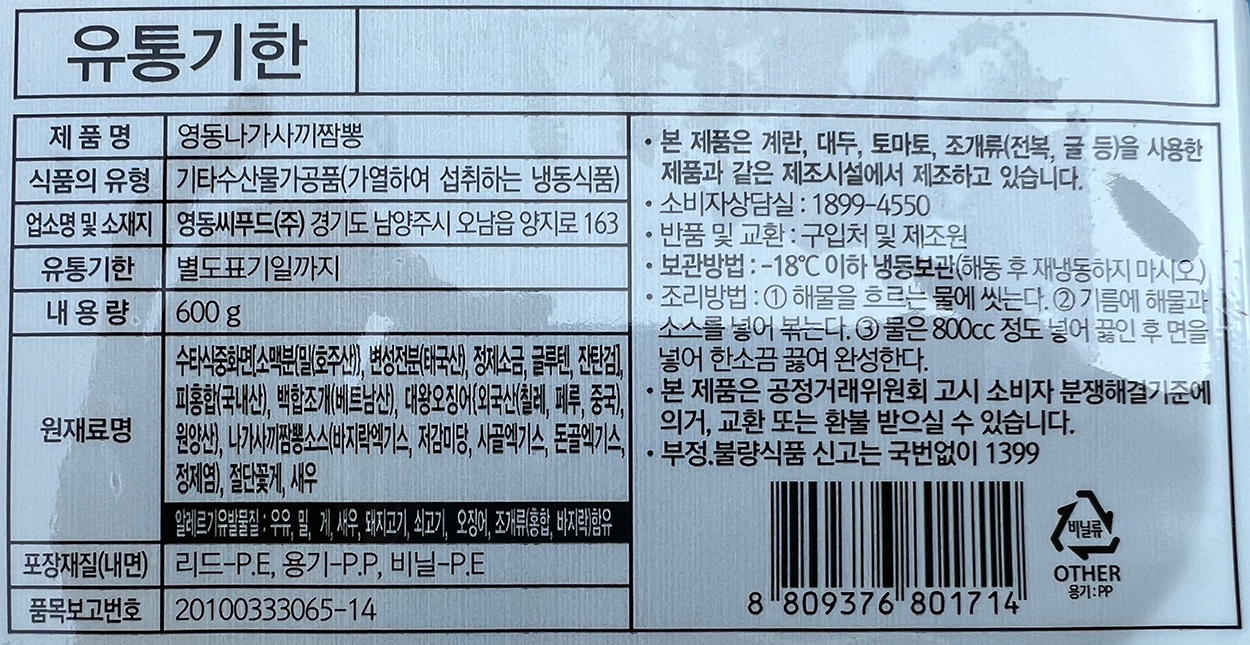 유통기한
제 품 명 영동나가사끼짬뽕
식품의 유형 기타수산물가공품(가열하여 섭취하는 냉동식품)
업소명 및 소재지 영동씨푸드(주) 경기도 남양주시 오남읍 양지로 163
유통기한 별도표기일까지
내 용 량 600 g
원재료명
수타식중화면[소맥분{밀(호주산)}, 변성전분(태국산), 정제소금, 글루텐, 잔탄검],
피홍합(국내산), 백합조개(베트남산), 대왕오징어{외국산(칠레, 페루, 중국),
원양산}, 나가사끼짬뽕소스(바지락엑기스, 저감미당, 사골엑기스, 돈골엑기스,
정제염), 절단꽃게, 새우
알레르기유발물질 : 우유, 밀, 게, 새우, 돼지고기, 쇠고기, 오징어, 조개류(홍합, 바지락)함유
포장재질(내면) 리드-P.E, 용기-P.P, 비닐-P.E
품목보고번호 20100333065-14
· 본 제품은 계란, 대두, 토마토, 조개류(전복, 굴 등)을 사용한
제품과 같은 제조시설에서 제조하고 있습니다.
· 소비자상담실 : 1899-4550
· 반품 및 교환 : 구입처 및 제조원
· 보관방법 : -18℃ 이하 냉동보관(해동 후 재냉동하지 마시오.)
· 조리방법 : ① 해물을 흐르는 물에 씻는다. ② 기름에 해물과
소스를 넣어 볶는다. ③ 물은 800cc 정도 넣어 끓인 후 면을
넣어 한소끔 끓여 완성한다.
· 본 제품은 공정거래위원회 고시 소비자 분쟁해결기준에
의거, 교환 또는 환불 받으실 수 있습니다.
· 부정.불량식품 신고는 국번없이 1399
8 809376 801714
비닐류
OTHER
용기:PP